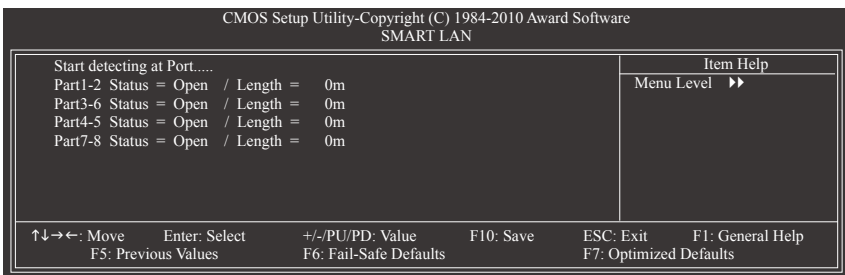 CMOS Setup Utility-Copyright (C) 1984-2010 Award Software
SMART LAN
Start detecting at Port.....
Part1-2 Status = Open / Length = 0m
Part3-6 Status = Open / Length = 0m
Part4-5 Status = Open / Length = 0m
Part7-8 Status = Open / Length = 0m
Item Help
Menu Level ▶▶
↑↓→←: Move Enter: Select +/-/PU/PD: Value F10: Save ESC: Exit F1: General Help
F5: Previous Values F6: Fail-Safe Defaults F7: Optimized Defaults